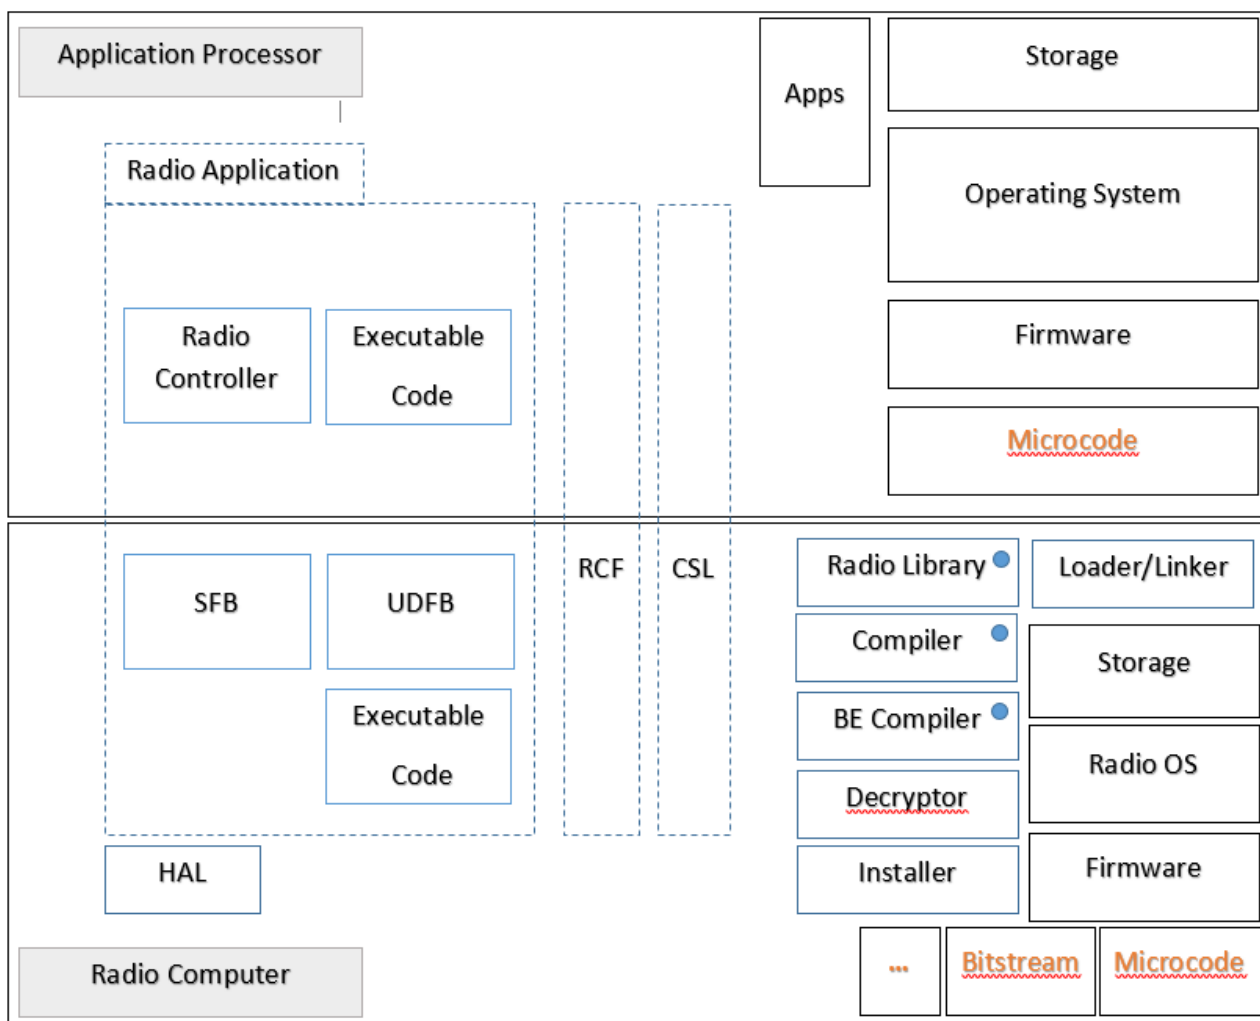 Application Processor
Apps
Storage
Radio Application
Operating System
Radio
Controller
Executable
Code
Firmware
Microcode
SFB
UDFB
RCF
CSL
Radio Library
Loader/Linker
Compiler
Storage
Executable
Code
BE Compiler
Radio OS
Decryptor
HAL
Installer
Firmware
Radio Computer
...
Bitstream
Microcode